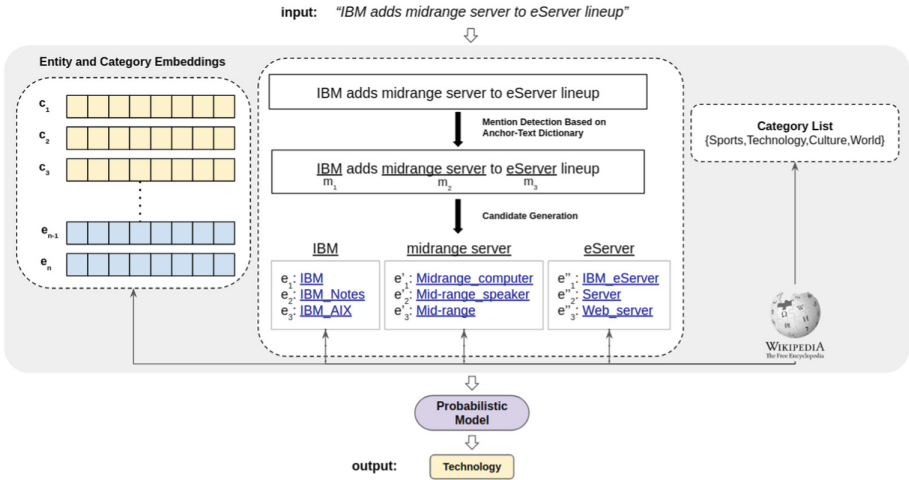 input: “IBM adds midrange server to eServer lineup”
Entity and Category Embeddings
c1
c2
c3
en-1
en
IBM adds midrange server to eServer lineup
Mention Detection Based on
Anchor-Text Dictionary
IBM adds midrange server to eServer lineup
m1 m2 m3
Candidate Generation
IBM midrange server eServer
e1: IBM
e2: IBM_Notes
e3: IBM_AIX
e'1: Midrange_computer
e'2: Mid-range_speaker
e'3: Mid-range
e''1: IBM_eServer
e''2: Server
e''3: Web_server
Category List
{Sports,Technology,Culture,World}
WIKIPEDIA
The Free Encyclopedia
Probabilistic
Model
output: Technology